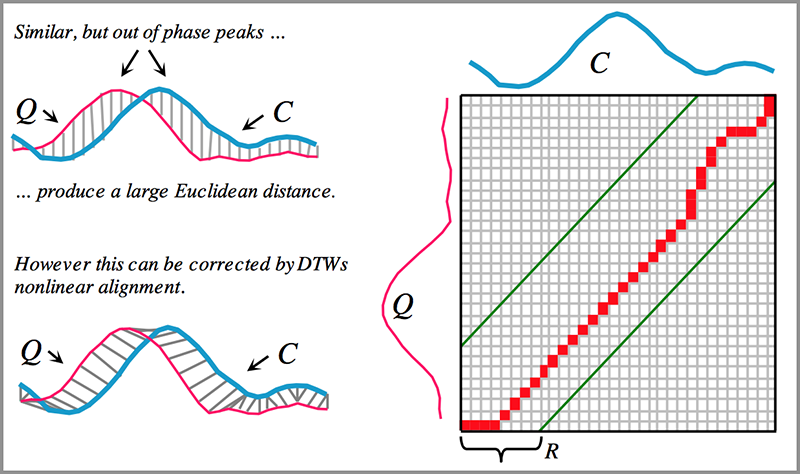 Similar, but out of phase peaks …
Q
C
… produce a large Euclidean distance.
However this can be corrected by DTWs
nonlinear alignment.
Q
C
C
Q
R